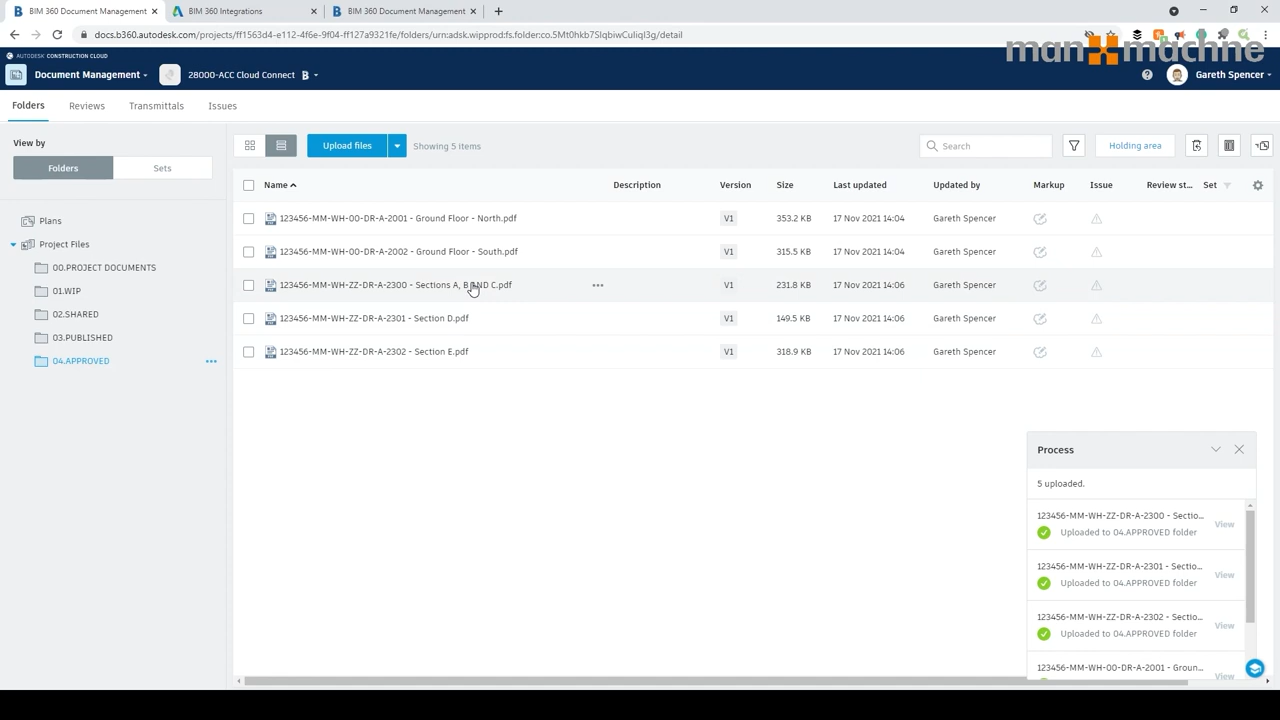 BIM 360 Document Management
BIM 360 Integrations
BIM 360 Document Management
docs.b360.autodesk.com/projects/ff1563d4-e112-4f6e-9f04-ff127a9321fe/folders/urn:adsk.wipprod:fs.folder:co.5Mt0hkb7SlqbiwCuliqI3g/detail
man machine
AUTODESK CONSTRUCTION CLOUD
Document Management
28000-ACC Cloud Connect
B
Gareth Spencer
Folders
Reviews
Transmittals
Issues
View by
Folders
Sets
Plans
Project Files
00.PROJECT DOCUMENTS
01.WIP
02.SHARED
03.PUBLISHED
04.APPROVED
Upload files
Showing 5 items
Search
Holding area
Name Description Version Size Last updated Updated by Markup Issue Review st... Set
123456-MM-WH-00-DR-A-2001 - Ground Floor - North.pdf V1 353.2 KB 17 Nov 2021 14:04 Gareth Spencer
123456-MM-WH-00-DR-A-2002 - Ground Floor - South.pdf V1 315.5 KB 17 Nov 2021 14:04 Gareth Spencer
123456-MM-WH-ZZ-DR-A-2300 - Sections A, B AND C.pdf V1 231.8 KB 17 Nov 2021 14:06 Gareth Spencer
123456-MM-WH-ZZ-DR-A-2301 - Section D.pdf V1 149.5 KB 17 Nov 2021 14:06 Gareth Spencer
123456-MM-WH-ZZ-DR-A-2302 - Section E.pdf V1 318.9 KB 17 Nov 2021 14:06 Gareth Spencer
Process
5 uploaded.
123456-MM-WH-ZZ-DR-A-2300 - Sectio...
Uploaded to 04.APPROVED folder
View
123456-MM-WH-ZZ-DR-A-2301 - Section...
Uploaded to 04.APPROVED folder
View
123456-MM-WH-ZZ-DR-A-2302 - Sectio...
Uploaded to 04.APPROVED folder
View
123456-MM-WH-00-DR-A-2001 - Groun...
View